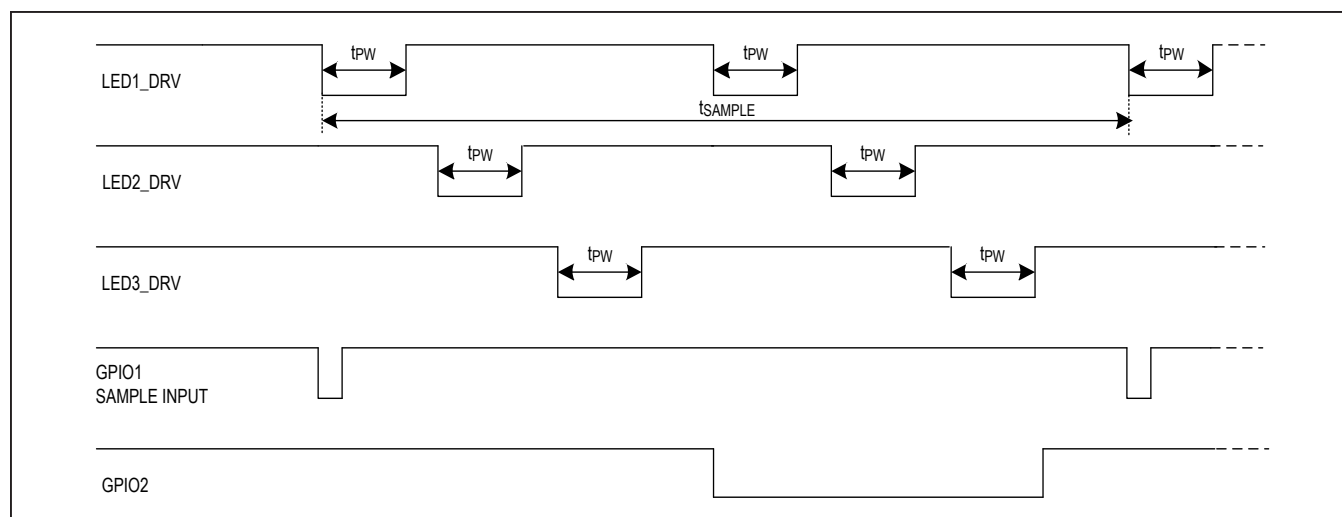 tPW tPW tPW
LED1_DRV
tSAMPLE
tPW tPW
LED2_DRV
tPW tPW
LED3_DRV
GPIO1
SAMPLE INPUT
GPIO2